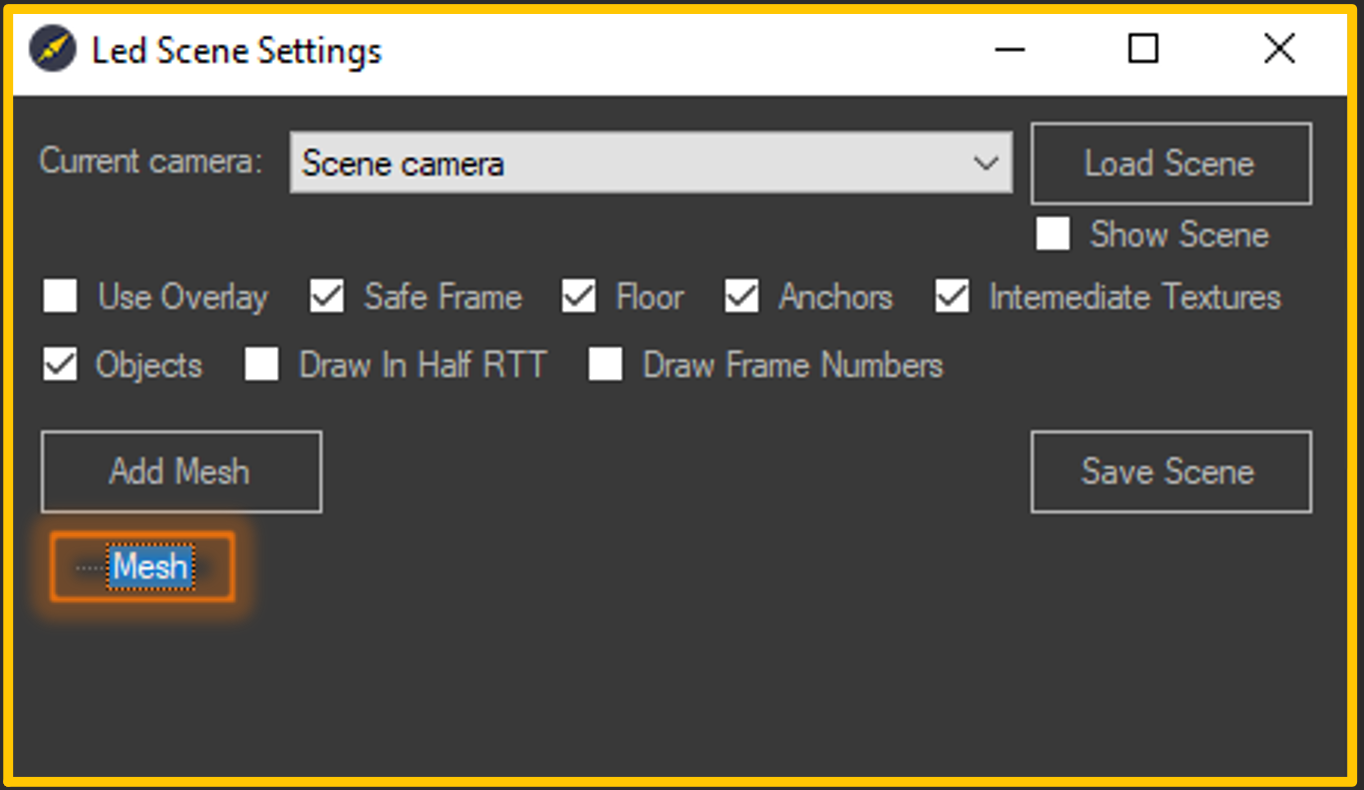 Led Scene Settings
Current camera: Scene camera Load Scene
Show Scene
Use Overlay Safe Frame Floor Anchors Intemediate Textures
Objects Draw In Half RTT Draw Frame Numbers
Add Mesh Save Scene
Mesh